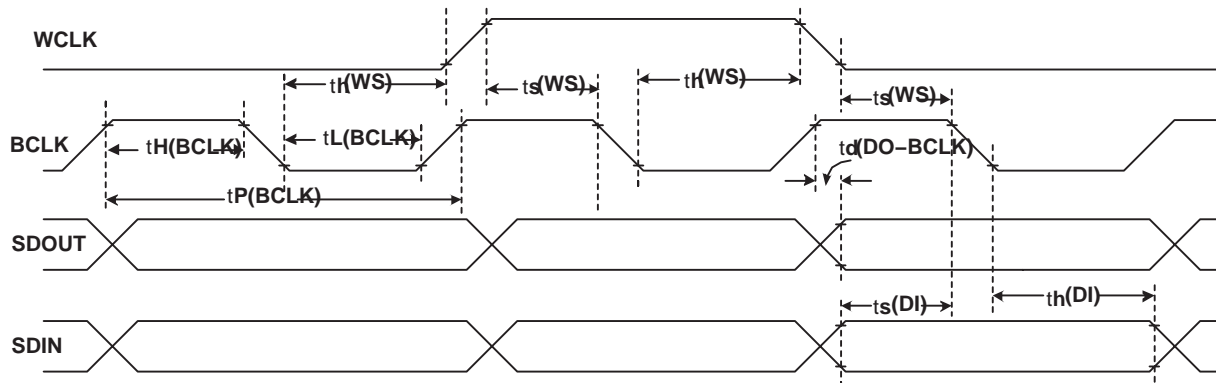 WCLK
th(WS)
ts(WS)
th(WS)
ts(WS)
BCLK
tH(BCLK)
tL(BCLK)
td(DO−BCLK)
tP(BCLK)
SDOUT
ts(DI)
th(DI)
SDIN